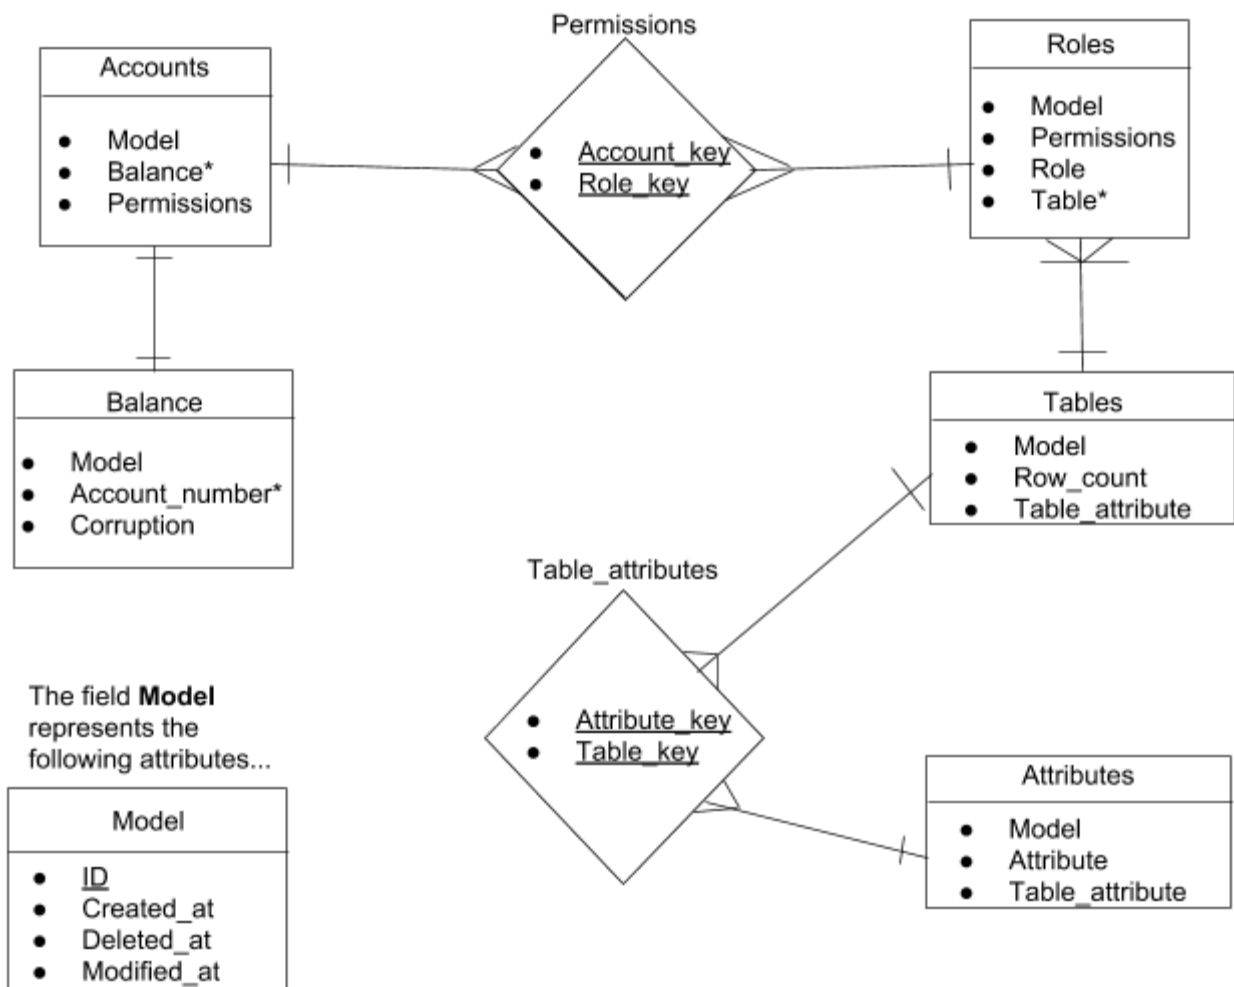 Permissions
Accounts
Model
Balance*
Permissions
Account_key
Role_key
Roles
Model
Permissions
Role
Table*
Balance
Model
Account_number*
Corruption
Tables
Model
Row_count
Table_attribute
Table_attributes
Attribute_key
Table_key
The field Model
represents the
following attributes...
Model
ID
Created_at
Deleted_at
Modified_at
Attributes
Model
Attribute
Table_attribute